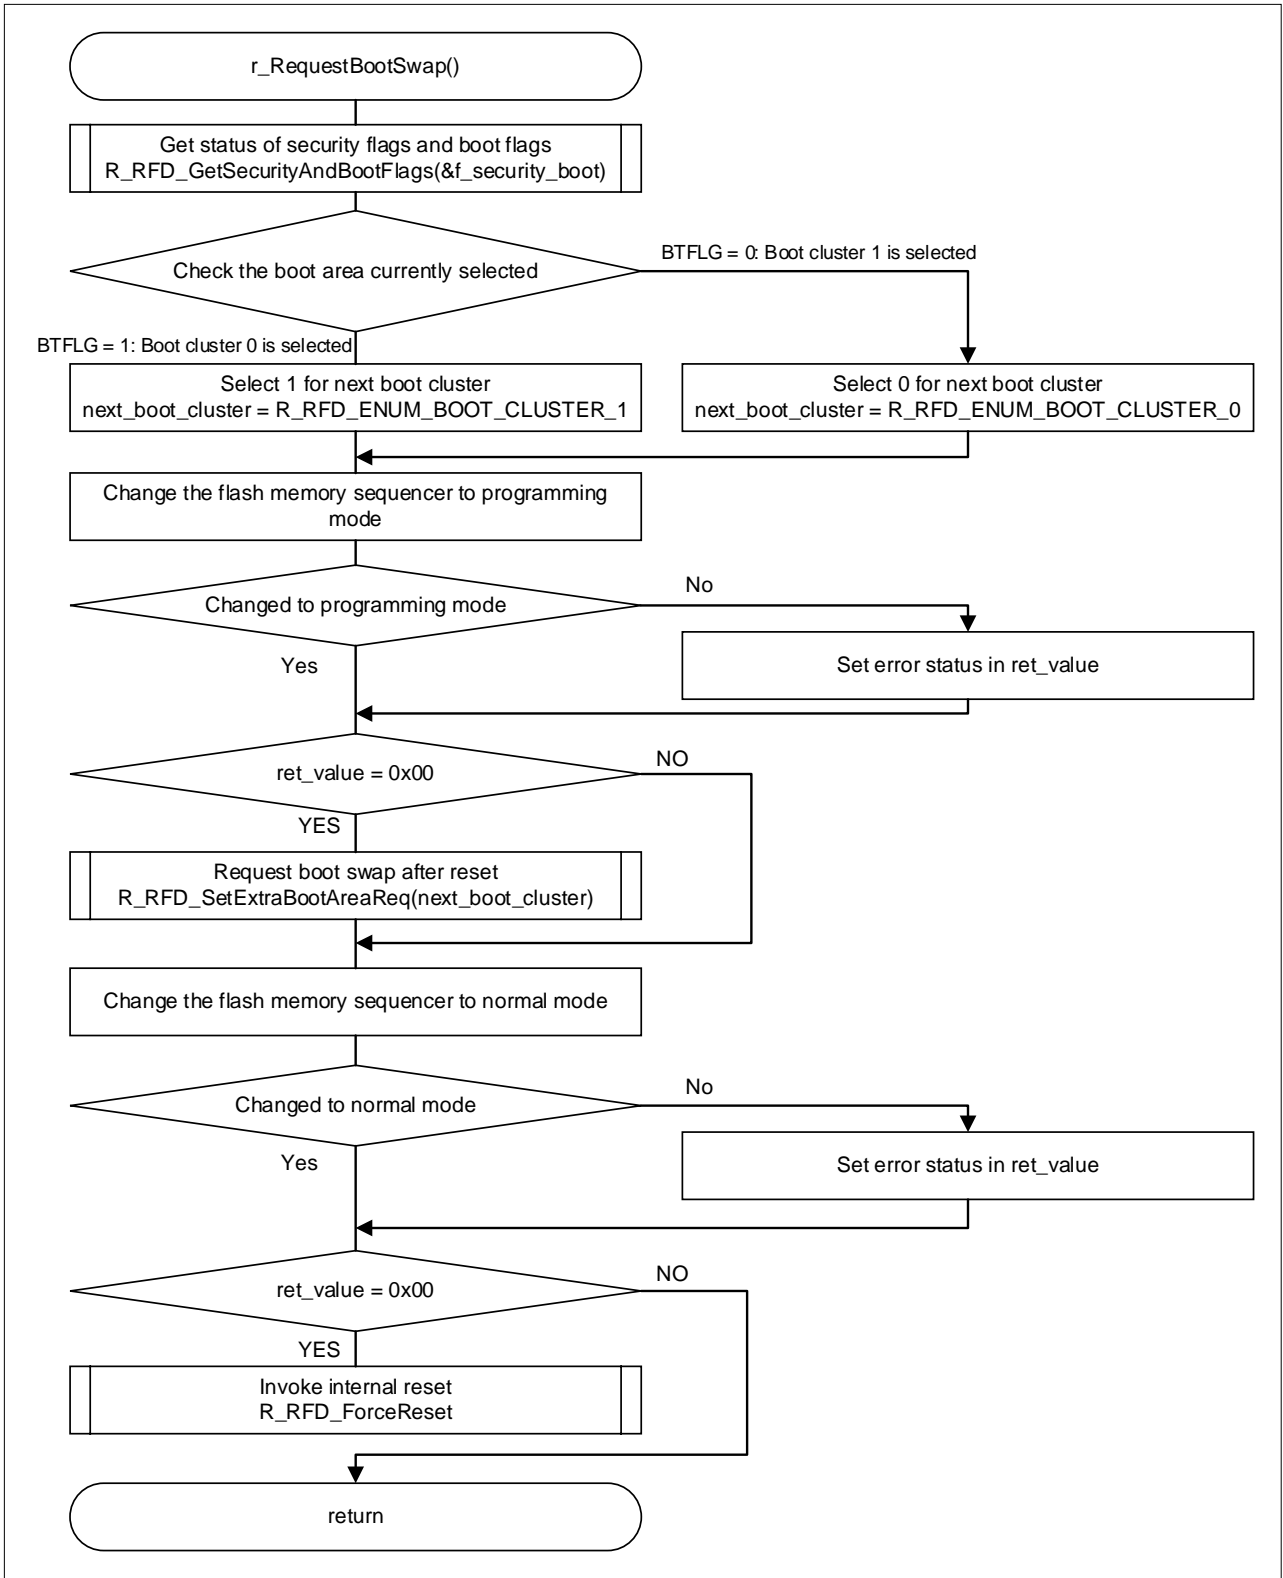 r_RequestBootSwap()
Get status of security flags and boot flags
R_RFD_GetSecurityAndBootFlags(&f_security_boot)
Check the boot area currently selected
BTFLG = 0: Boot cluster 1 is selected
BTFLG = 1: Boot cluster 0 is selected
Select 1 for next boot cluster
next_boot_cluster = R_RFD_ENUM_BOOT_CLUSTER_1
Select 0 for next boot cluster
next_boot_cluster = R_RFD_ENUM_BOOT_CLUSTER_0
Change the flash memory sequencer to programming
mode
Changed to programming mode
No
Yes
Set error status in ret_value
ret_value = 0x00
NO
YES
Request boot swap after reset
R_RFD_SetExtraBootAreaReq(next_boot_cluster)
Change the flash memory sequencer to normal mode
Changed to normal mode
No
Yes
Set error status in ret_value
ret_value = 0x00
NO
YES
Invoke internal reset
R_RFD_ForceReset
return